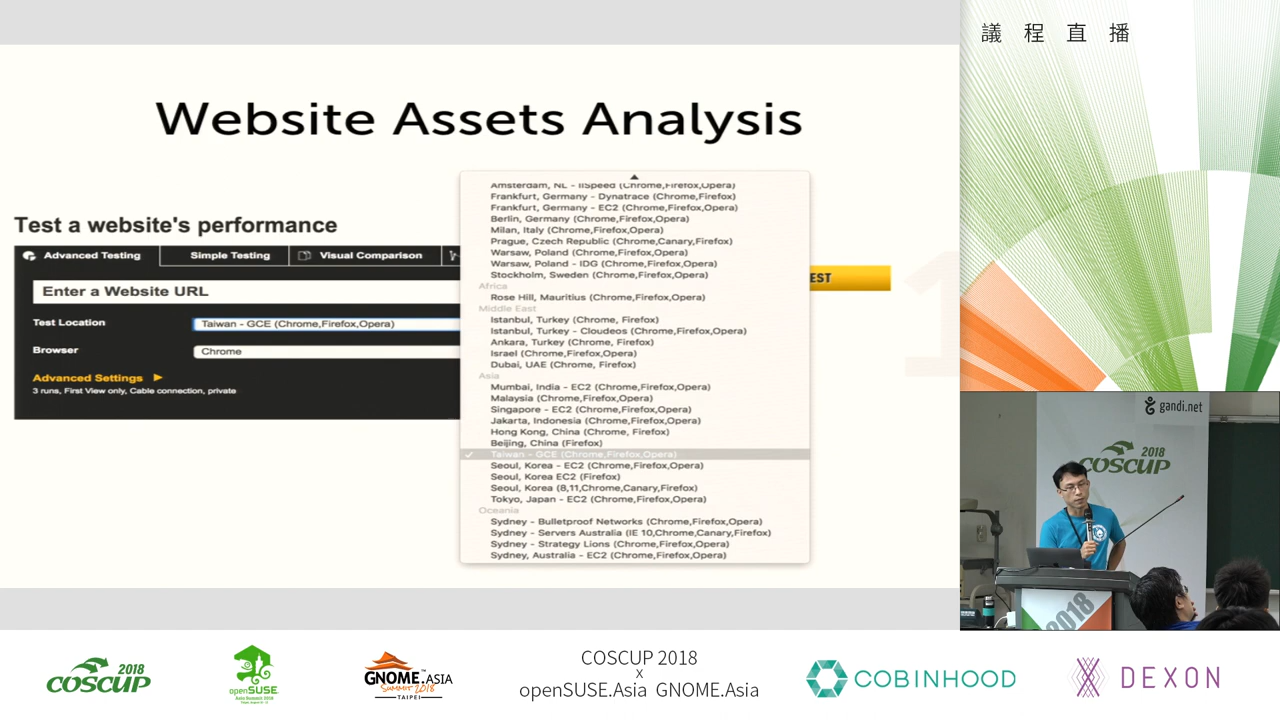 議程直播
Website Assets Analysis
Test a website's performance
Advanced Testing
Simple Testing
Visual Comparison
Enter a Website URL
Test Location
Taiwan - GCE (Chrome,Firefox,Opera)
Browser
Chrome
Advanced Settings
3 runs, First View only, Cable connection, private
EST
Amsterdam, NL - IISpeed (Chrome,Firefox,Opera)
Frankfurt, Germany - Dynatrace (Chrome,Firefox)
Frankfurt, Germany - EC2 (Chrome,Firefox,Opera)
Berlin, Germany (Chrome,Firefox,Opera)
Milan, Italy (Chrome,Firefox,Opera)
Prague, Czech Republic (Chrome,Canary,Firefox)
Warsaw, Poland (Chrome,Firefox,Opera)
Warsaw, Poland - IDG (Chrome,Firefox,Opera)
Stockholm, Sweden (Chrome,Firefox,Opera)
Africa
Rose Hill, Mauritius (Chrome,Firefox,Opera)
Middle East
Istanbul, Turkey (Chrome, Firefox)
Istanbul, Turkey - Cloudeos (Chrome,Firefox,Opera)
Ankara, Turkey (Chrome, Firefox)
Israel (Chrome,Firefox,Opera)
Dubai, UAE (Chrome, Firefox)
Asia
Mumbai, India - EC2 (Chrome,Firefox,Opera)
Malaysia (Chrome,Firefox,Opera)
Singapore - EC2 (Chrome,Firefox,Opera)
Jakarta, Indonesia (Chrome,Firefox,Opera)
Hong Kong, China (Chrome, Firefox)
Beijing, China (Firefox)
Taiwan - GCE (Chrome,Firefox,Opera)
Seoul, Korea - EC2 (Chrome,Firefox,Opera)
Seoul, Korea EC2 (Firefox)
Seoul, Korea (8,11,Chrome,Canary,Firefox)
Tokyo, Japan - EC2 (Chrome,Firefox,Opera)
Oceania
Sydney - Bulletproof Networks (Chrome,Firefox,Opera)
Sydney - Servers Australia (IE 10,Chrome,Canary,Firefox)
Sydney - Strategy Lions (Chrome,Firefox,Opera)
Sydney, Australia - EC2 (Chrome,Firefox,Opera)
gandi.net
2018
COSCUP
2018
2018
COSCUP
openSUSE
GNOME.ASIA
SUMMIT 2018
TAIPEI
COSCUP 2018
x
openSUSE.Asia GNOME.Asia
COBINHOOD
DEXON